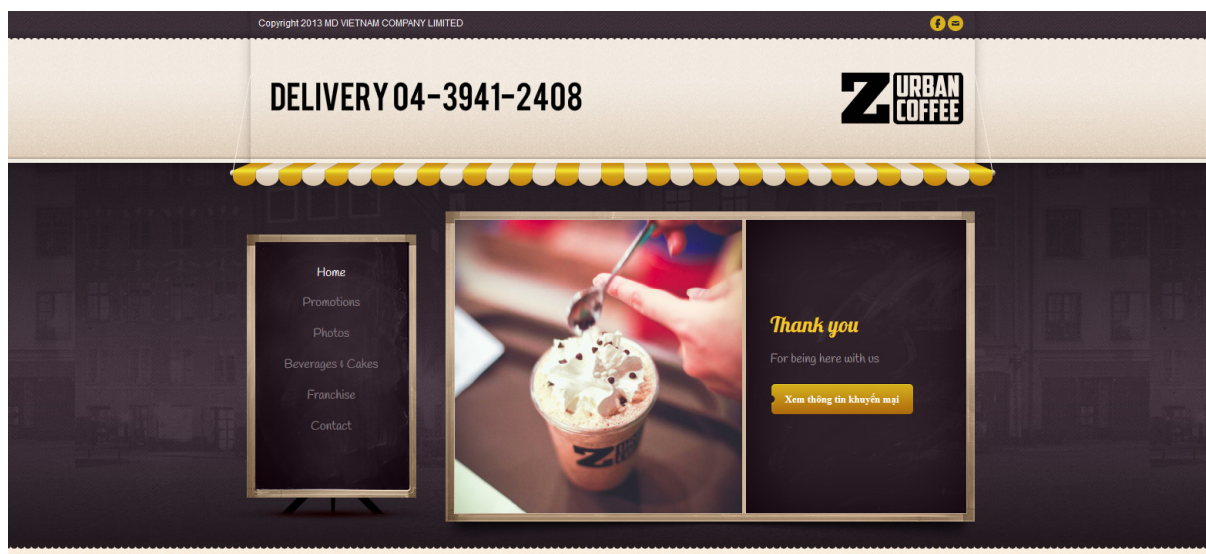 Copyright 2013 MD VIETNAM COMPANY LIMITED
DELIVERY 04-3941-2408
Z URBAN
COFFEE
Home
Promotions
Photos
Beverages & Cakes
Franchise
Contact
Thank you
For being here with us
Xem thông tin khuyến mại
Z